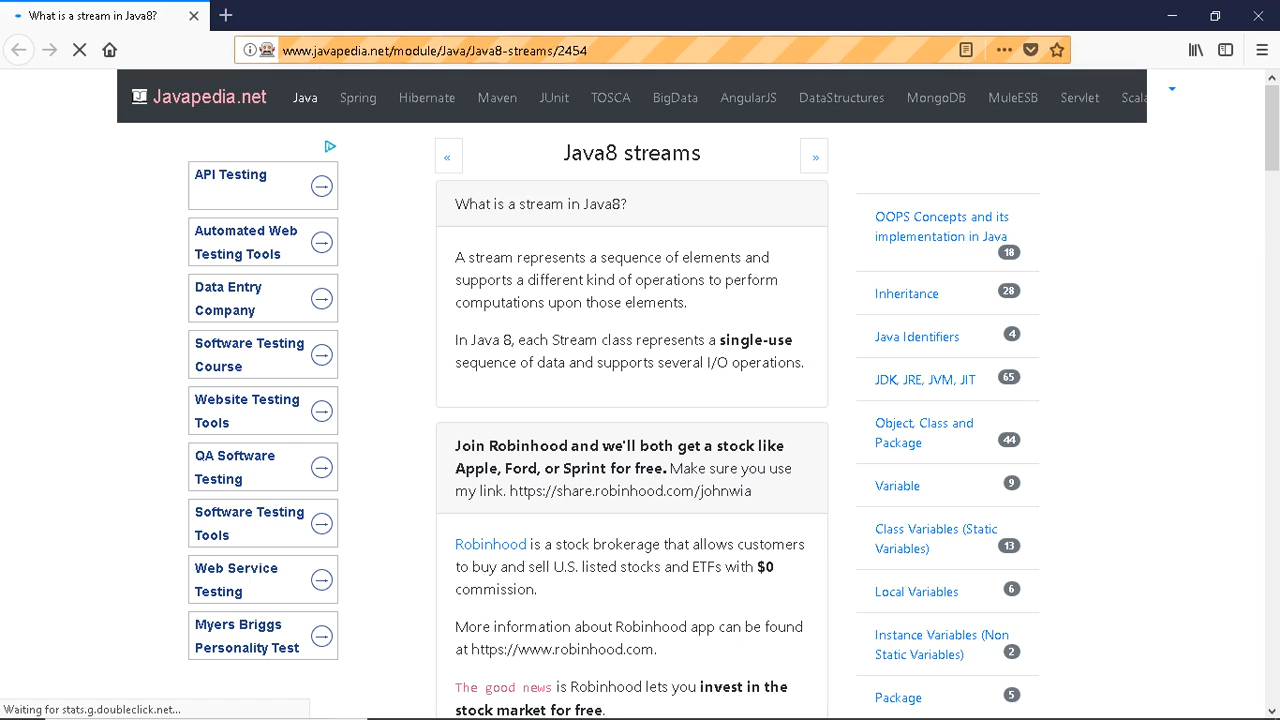 What is a stream in Java8?
www.javapedia.net/module/Java/Java8-streams/2454
Javapedia.net Java Spring Hibernate Maven JUnit TOSCA BigData AngularJS DataStructures MongoDB MuleESB Servlet Scala
API Testing
Automated Web
Testing Tools
Data Entry
Company
Software Testing
Course
Website Testing
Tools
QA Software
Testing
Software Testing
Tools
Web Service
Testing
Myers Briggs
Personality Test
« Java8 streams »
What is a stream in Java8?
A stream represents a sequence of elements and
supports a different kind of operations to perform
computations upon those elements.
In Java 8, each Stream class represents a single-use
sequence of data and supports several I/O operations.
Join Robinhood and we'll both get a stock like
Apple, Ford, or Sprint for free. Make sure you use
my link. https://share.robinhood.com/johnwia
Robinhood is a stock brokerage that allows customers
to buy and sell U.S. listed stocks and ETFs with $0
commission.
More information about Robinhood app can be found
at https://www.robinhood.com.
The good news is Robinhood lets you invest in the
stock market for free.
OOPS Concepts and its
implementation in Java
18
Inheritance 28
Java Identifiers 4
JDK, JRE, JVM, JIT 65
Object, Class and
Package 44
Variable 9
Class Variables (Static
Variables) 13
Local Variables 6
Instance Variables (Non
Static Variables) 2
Package 5
Waiting for stats.g.doubleclick.net...